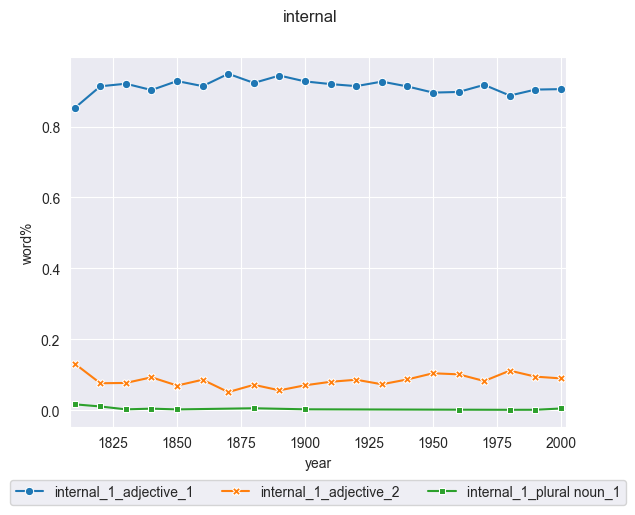 internal
0.8
0.6
0.4
0.2
0.0
word%
1825 1850 1875 1900 1925 1950 1975 2000
year
internal_1_adjective_1 internal_1_adjective_2 internal_1_plural noun_1